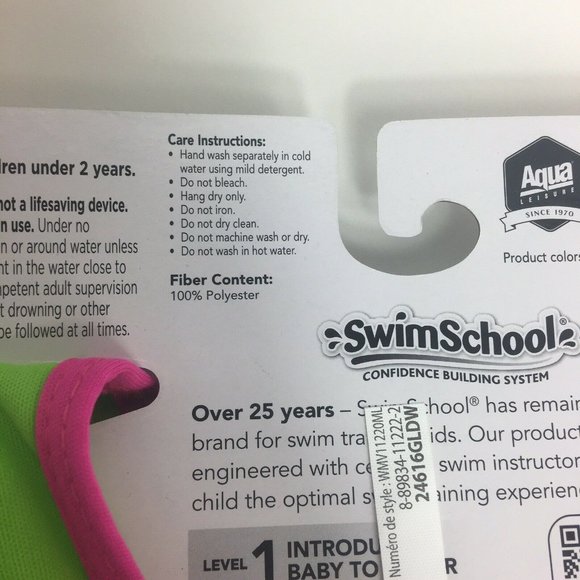 dren under 2 years.
not a lifesaving device.
n use. Under no
n or around water unless
nt in the water close to
mpetent adult supervision
t drowning or other
be followed at all times.
Care Instructions:
• Hand wash separately in cold
water using mild detergent.
• Do not bleach.
• Hang dry only.
• Do not iron.
• Do not dry clean.
• Do not machine wash or dry.
• Do not wash in hot water.
Fiber Content:
100% Polyester
Aqua
LEISURE
SINCE 1970
Product colors
SwimSchool®
CONFIDENCE BUILDING SYSTEM
Over 25 years – SwimSchool® has remain
brand for swim tra ids. Our product
engineered with ce swim instructor
child the optimal sw aining experien
LEVEL 1 INTRODU
BABY TO R
Numéro de style: WMV11220ML
8-89834-11222-2
24616GLDW